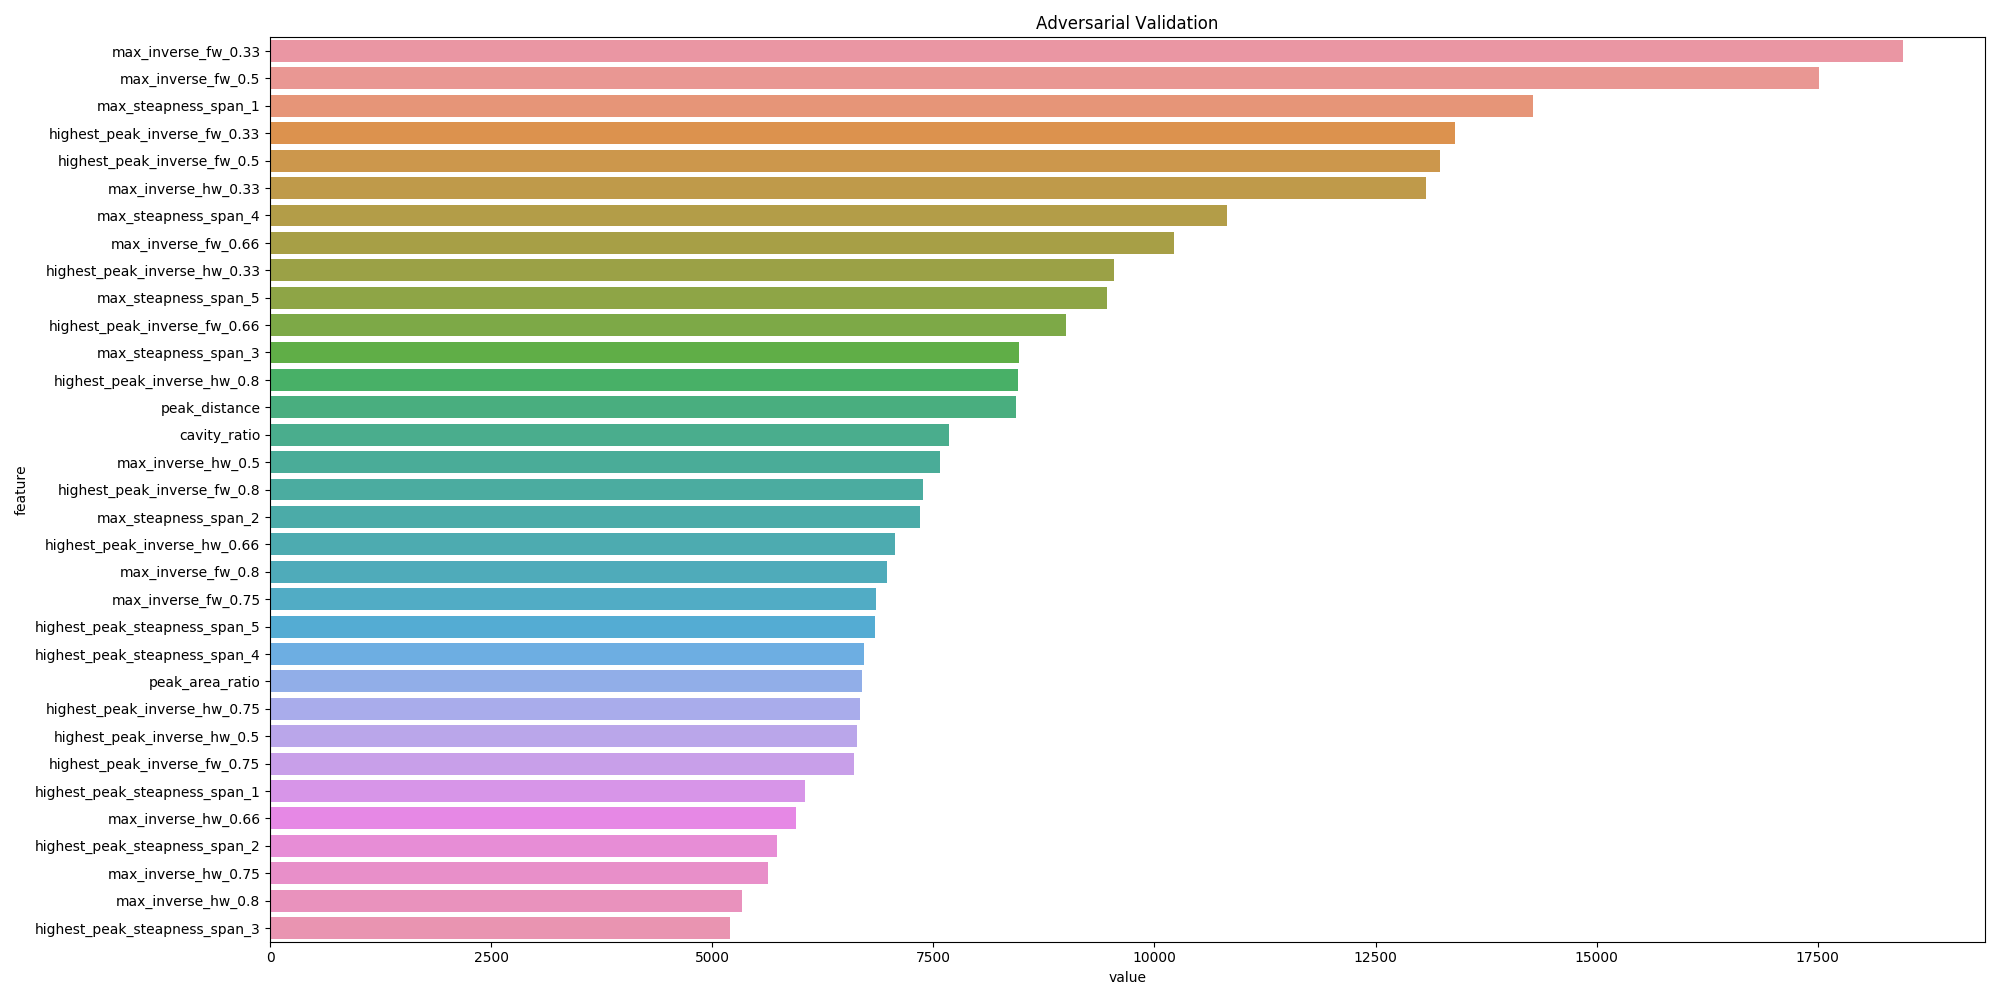 Adversarial Validation
max_inverse_fw_0.33
max_inverse_fw_0.5
max_steapness_span_1
highest_peak_inverse_fw_0.33
highest_peak_inverse_fw_0.5
max_inverse_hw_0.33
max_steapness_span_4
max_inverse_fw_0.66
highest_peak_inverse_hw_0.33
max_steapness_span_5
highest_peak_inverse_fw_0.66
max_steapness_span_3
highest_peak_inverse_hw_0.8
peak_distance
cavity_ratio
max_inverse_hw_0.5
highest_peak_inverse_fw_0.8
max_steapness_span_2
highest_peak_inverse_hw_0.66
max_inverse_fw_0.8
max_inverse_fw_0.75
highest_peak_steapness_span_5
highest_peak_steapness_span_4
peak_area_ratio
highest_peak_inverse_hw_0.75
highest_peak_inverse_hw_0.5
highest_peak_inverse_fw_0.75
highest_peak_steapness_span_1
max_inverse_hw_0.66
highest_peak_steapness_span_2
max_inverse_hw_0.75
max_inverse_hw_0.8
highest_peak_steapness_span_3
feature
0 2500 5000 7500 10000 12500 15000 17500
value